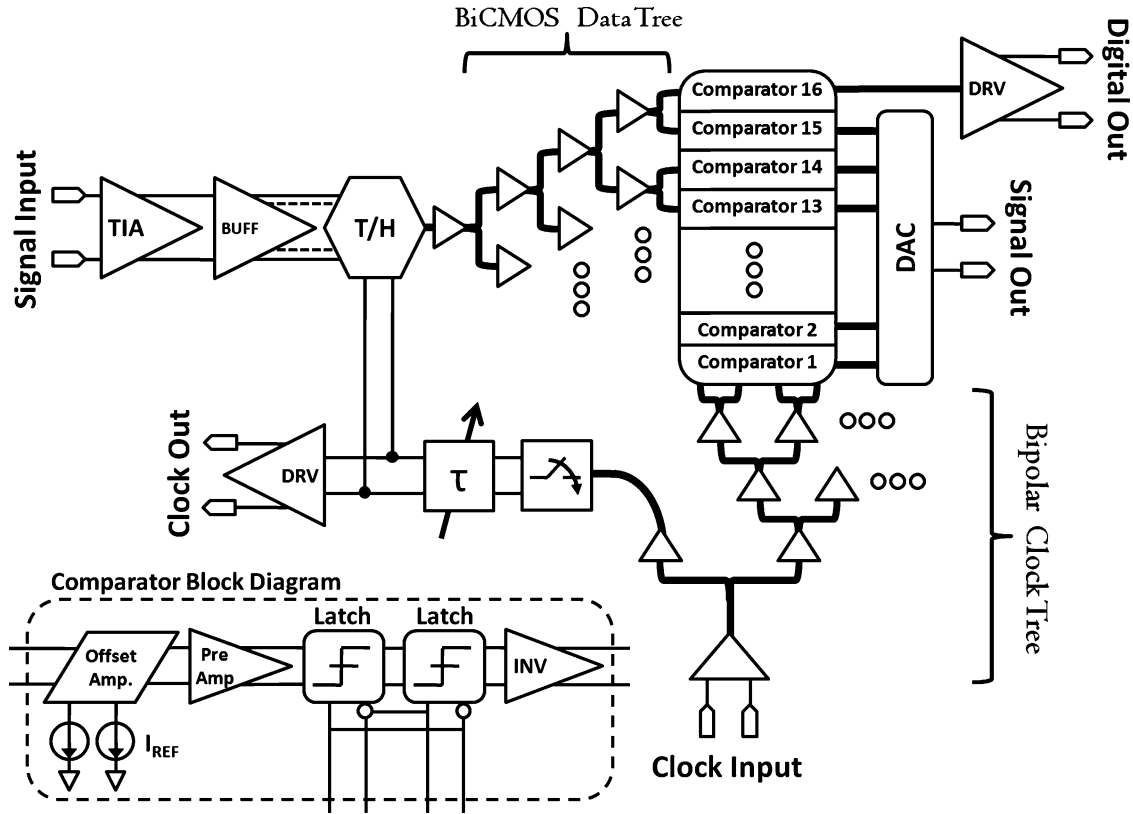 BiCMOS Data Tree
Signal Input
TIA
BUFF
T/H
Comparator 16
Comparator 15
Comparator 14
Comparator 13
Comparator 2
Comparator 1
DRV
Digital Out
DAC
Signal Out
Clock Out
DRV
τ
Bipolar Clock Tree
Clock Input
Comparator Block Diagram
Offset
Amp.
Pre
Amp
Latch
Latch
INV
IREF